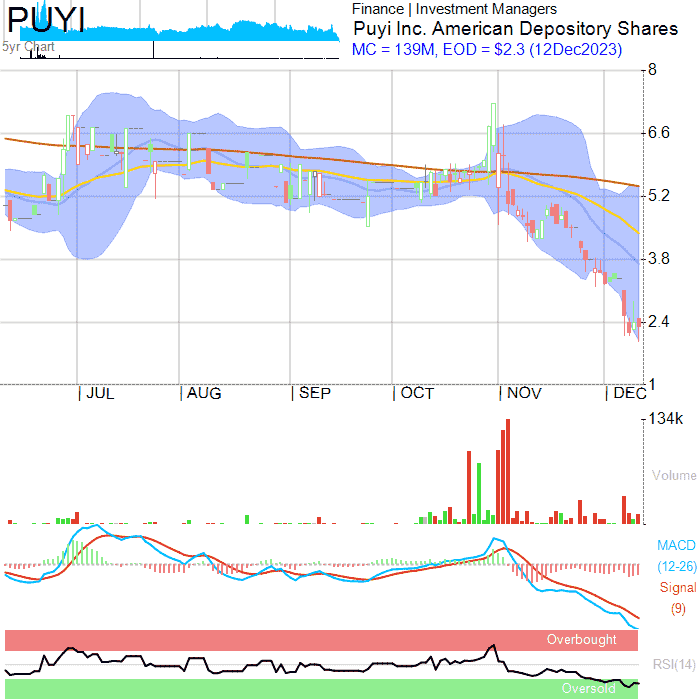 PUYI
5yr Chart
Finance | Investment Managers
Puyi Inc. American Depository Shares
MC = 139M, EOD = $2.3 (12Dec2023)
8
6.6
5.2
3.8
2.4
1
| JUL | AUG | SEP | OCT | NOV | DEC
134k
Volume
MACD
(12-26)
Signal
(9)
Overbought
RSI(14)
Oversold